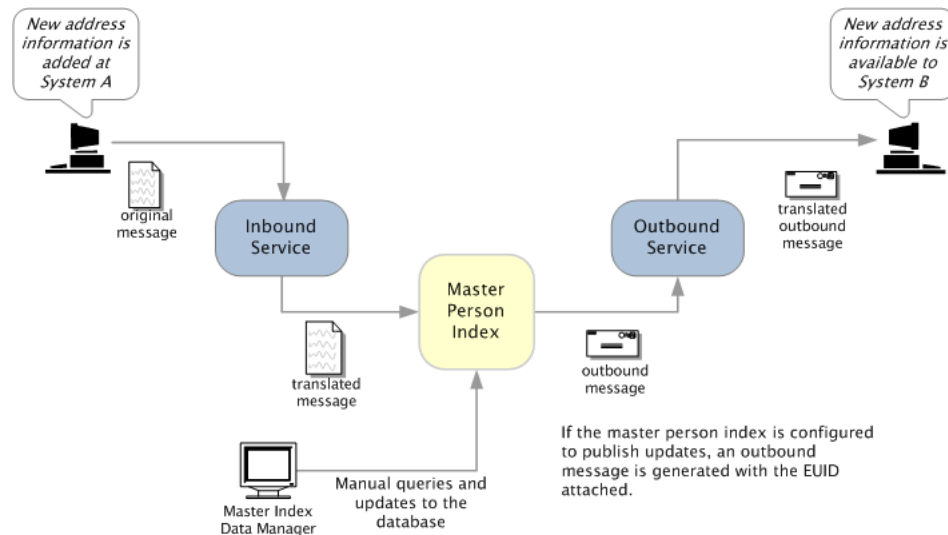 New address
information is
added at
System A
New address
information is
available to
System B
original
message
Inbound
Service
Outbound
Service
translated
outbound
message
Master
Person
Index
translated
message
outbound
message
If the master person index is configured
to publish updates, an outbound
message is generated with the EUID
attached.
Manual queries and
updates to the
database
Master Index
Data Manager